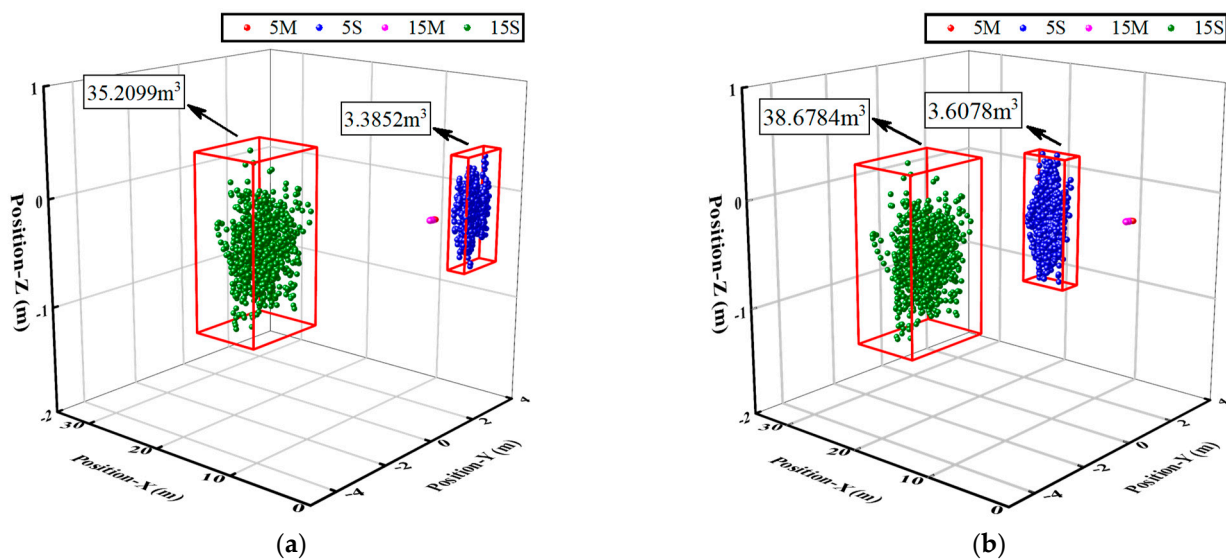 5M 5S 15M 15S
35.2099m³
3.3852m³
1
0
-1
-2
Position-Z (m)
30
20
10
0
Position-X (m)
-4
-2
0
2
4
Position-Y (m)
(a)
5M 5S 15M 15S
38.6784m³
3.6078m³
1
0
-1
-2
Position-Z (m)
30
20
10
0
Position-X (m)
-4
-2
0
2
4
Position-Y (m)
(b)